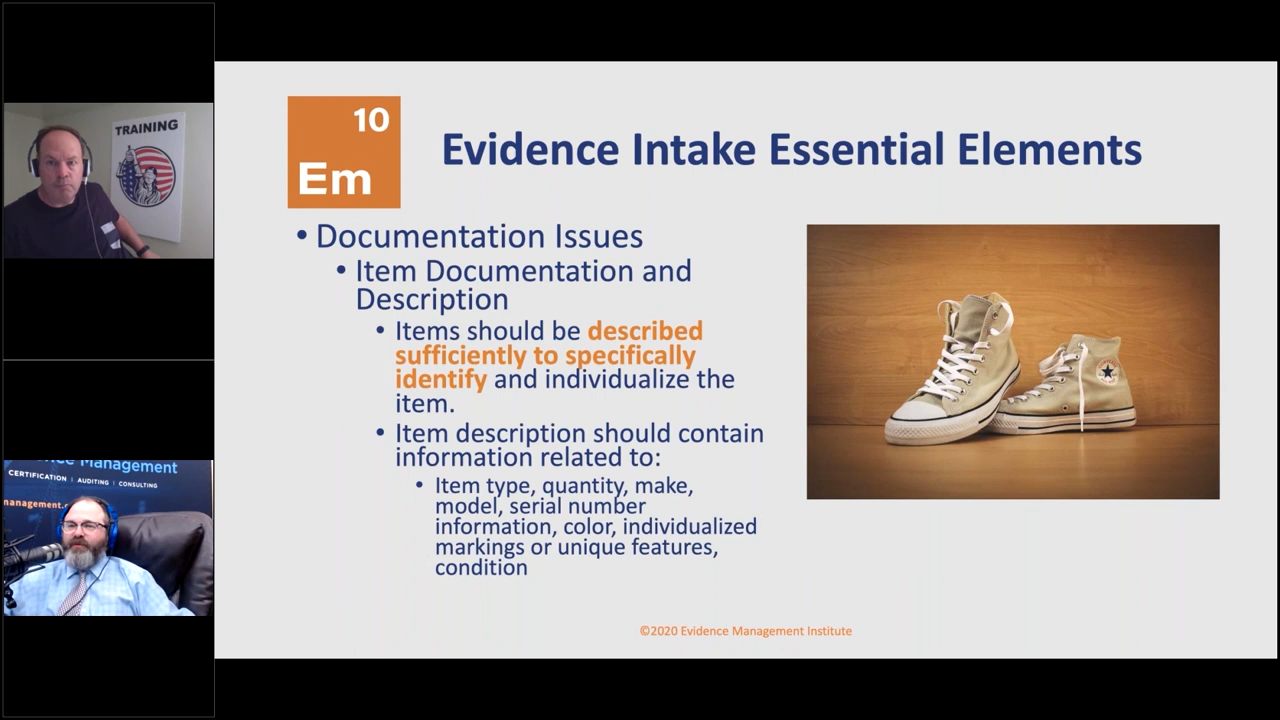 TRAINING
ence Management
CERTIFICATION | AUDITING | CONSULTING
management.c
10
Em
Evidence Intake Essential Elements
• Documentation Issues
• Item Documentation and
Description
• Items should be described
sufficiently to specifically
identify and individualize the
item.
• Item description should contain
information related to:
• Item type, quantity, make,
model, serial number
information, color, individualized
markings or unique features,
condition
©2020 Evidence Management Institute